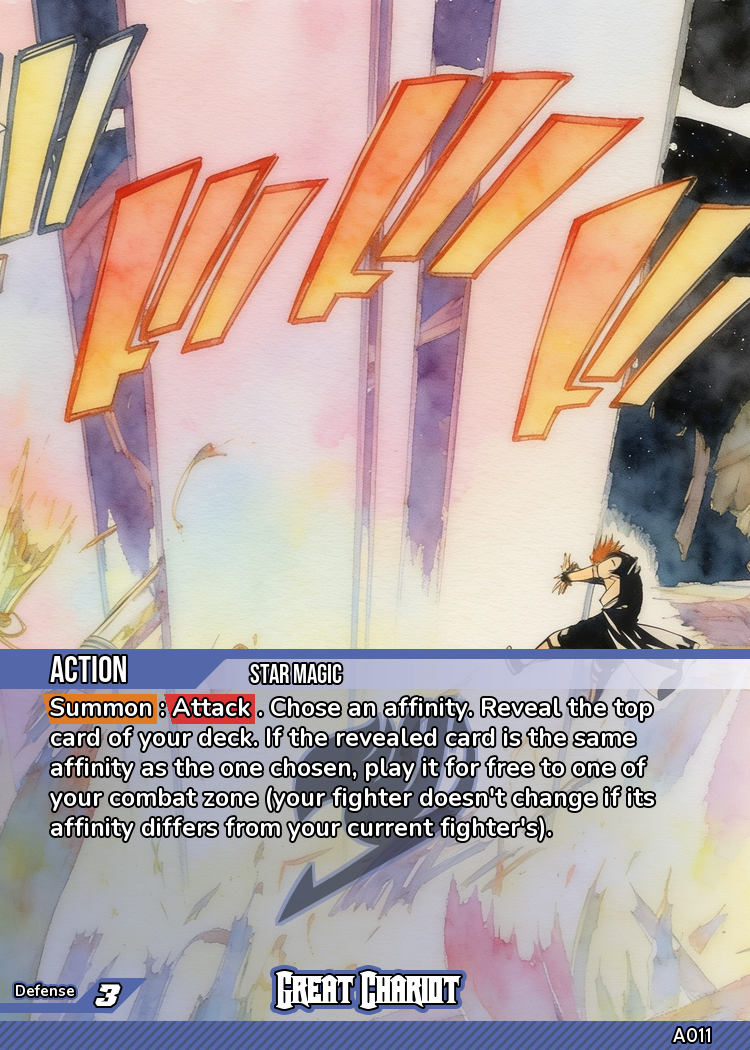 ACTION
STAR MAGIC
Summon : Attack . Chose an affinity. Reveal the top
card of your deck. If the revealed card is the same
affinity as the one chosen, play it for free to one of
your combat zone (your fighter doesn't change if its
affinity differs from your current fighter's).
Defense 3
GREAT CHARIOT
A011